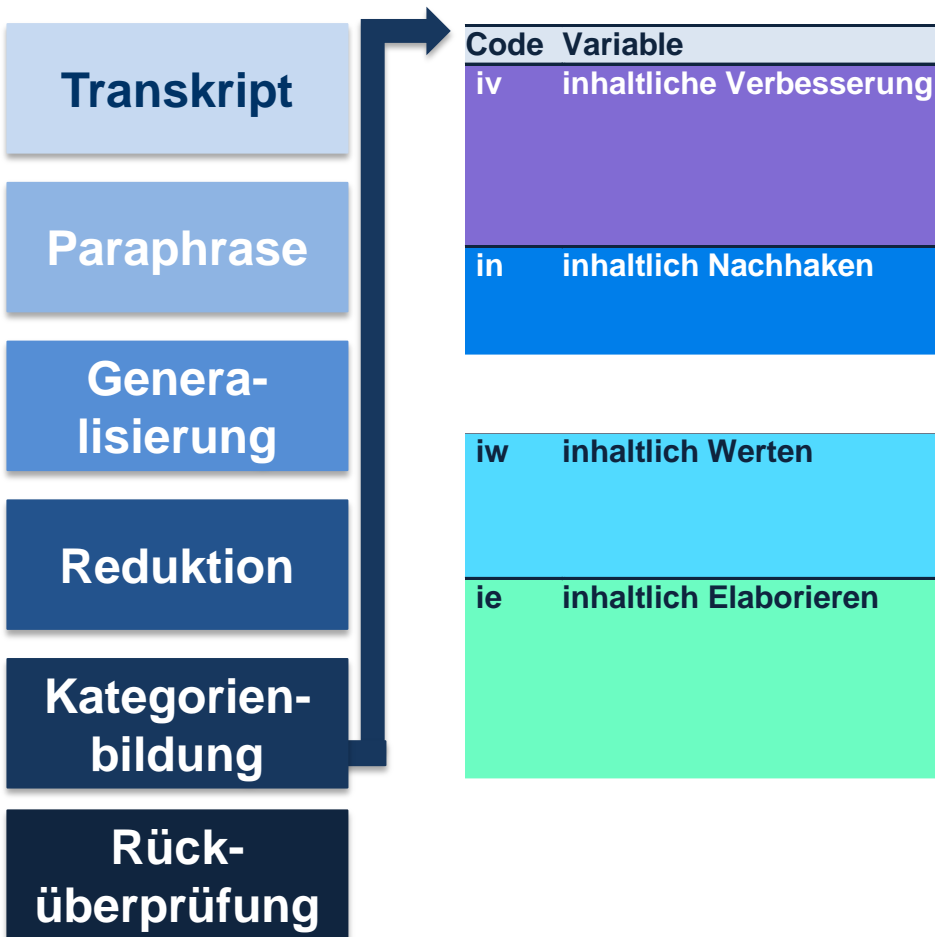 Transkript
Paraphrase
Genera-
lisierung
Reduktion
Kategorien-
bildung
Rück-
überprüfung
Code Variable
iv inhaltliche Verbesserung
in inhaltlich Nachhaken
iw inhaltlich Werten
ie inhaltlich Elaborieren